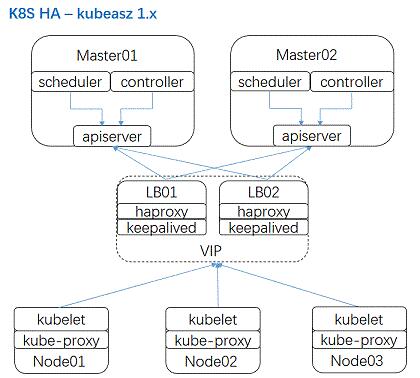 K8S HA – kubeasz 1.x
Master01 Master02
scheduler controller scheduler controller
apiserver apiserver
LB01 LB02
haproxy haproxy
keepalived keepalived
VIP
kubelet kubelet kubelet
kube-proxy kube-proxy kube-proxy
Node01 Node02 Node03